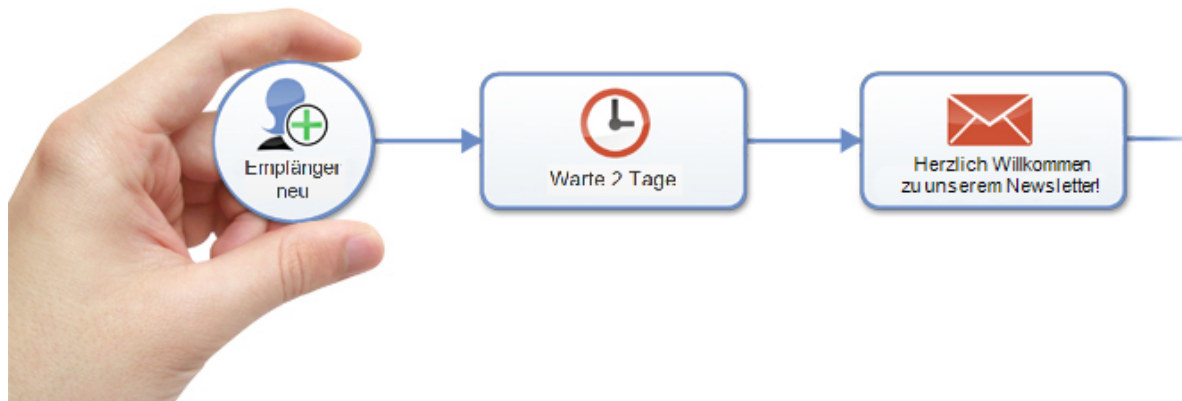 Empfänger
neu
Warte 2 Tage
Herzlich Willkommen
zu unserem Newsletter!